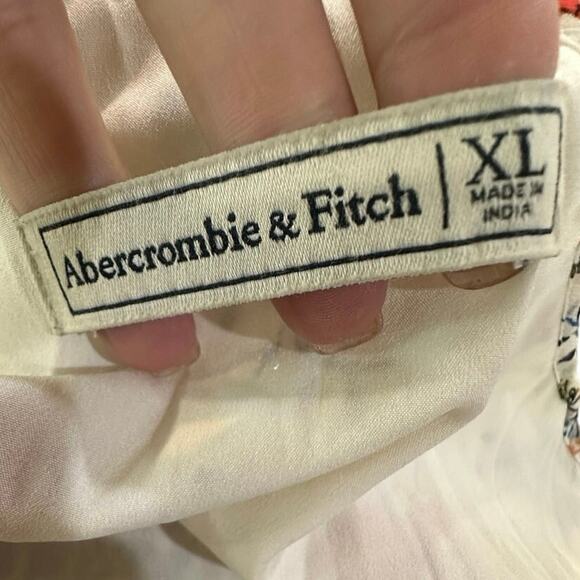 Abercrombie & Fitch
XL
MADE IN
INDIA